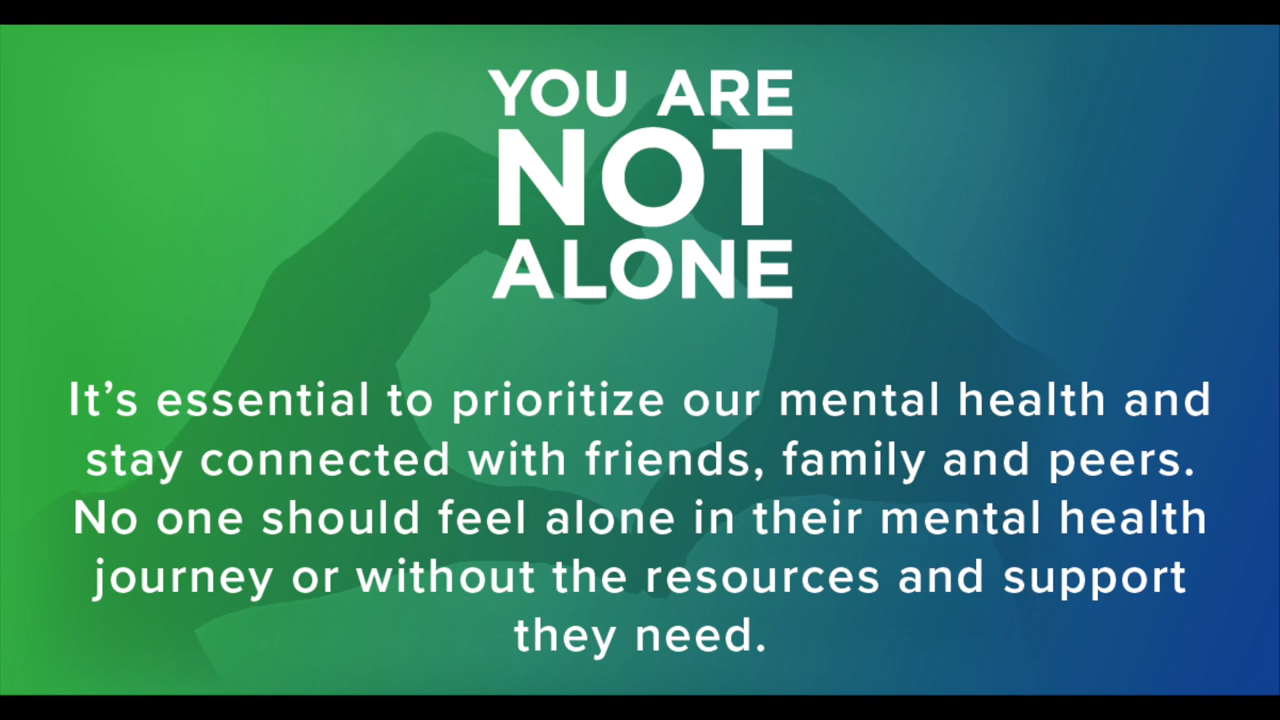 YOU ARE
NOT
ALONE
It’s essential to prioritize our mental health and
stay connected with friends, family and peers.
No one should feel alone in their mental health
journey or without the resources and support
they need.